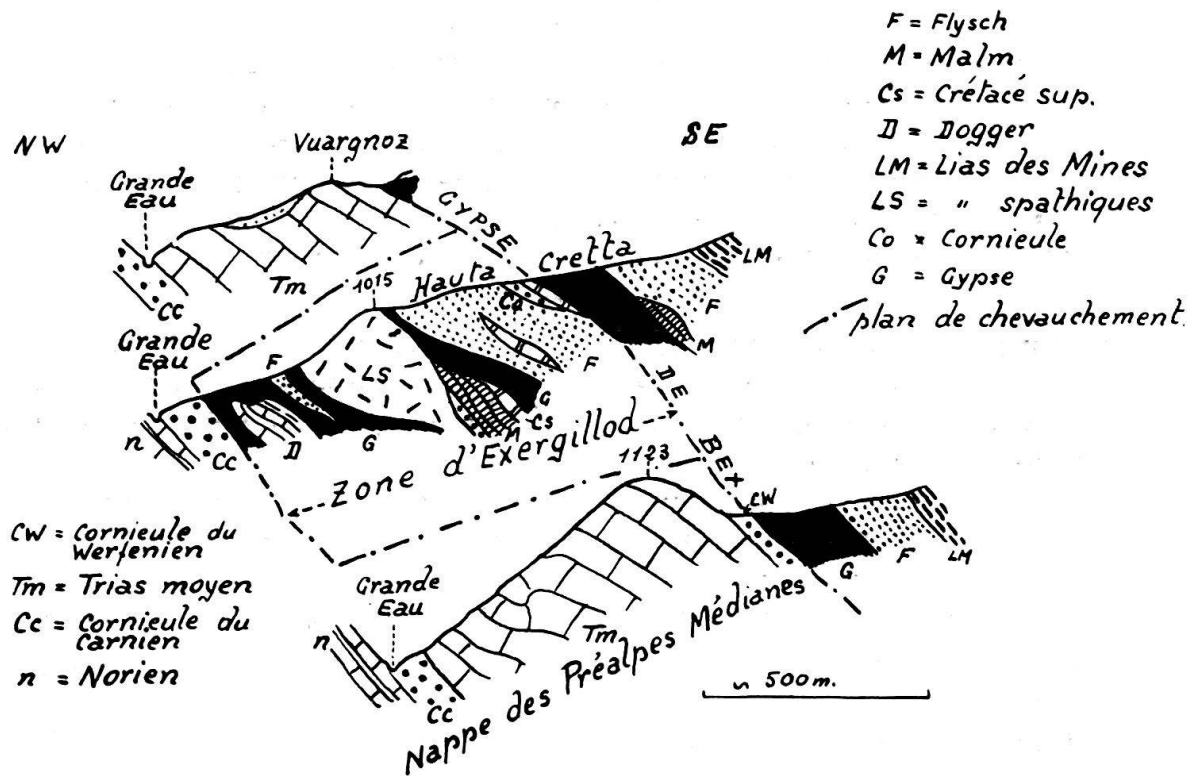 F = Flysch
M = Malm
Cs = Crétacé sup.
D = Dogger
LM = Lias des Mines
LS = " spathiques
Co = Cornieule
G = Gypse
plan de chevauchement
NW
SE
Vuargnoz
Grande
Eau
GYPSE
Cc
Tm
1015
Hauta Cretta
LM
Co
F
M
Grande
Eau
F
LS
F
G
Cs
M
n
Cc
D
G
DE
Zone d'Exergillod
1123
BEX
CW
CW = Cornieule du
Werfenien
Tm = Trias moyen
Cc = Cornieule du
Carnien
n = Norien
Grande
Eau
n
Cc
Tm
G
F
LM
Nappe des Préalpes Médianes
~ 500m.